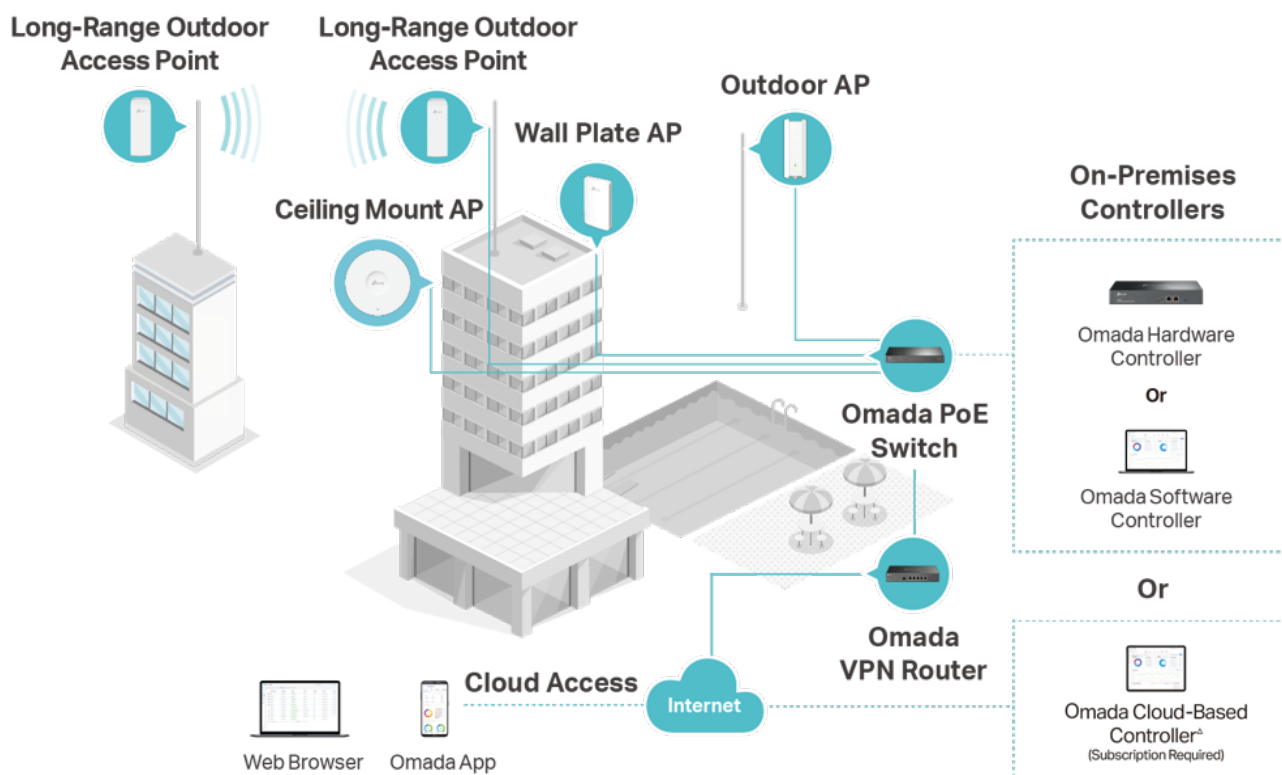 Long-Range Outdoor
Access Point
Long-Range Outdoor
Access Point
Outdoor AP
Wall Plate AP
Ceiling Mount AP
On-Premises
Controllers
Omada Hardware
Controller
Or
Omada Software
Controller
Omada PoE
Switch
Or
Omada
VPN Router
Cloud Access
Internet
Web Browser
Omada App
Omada Cloud-Based
Controller△
(Subscription Required)